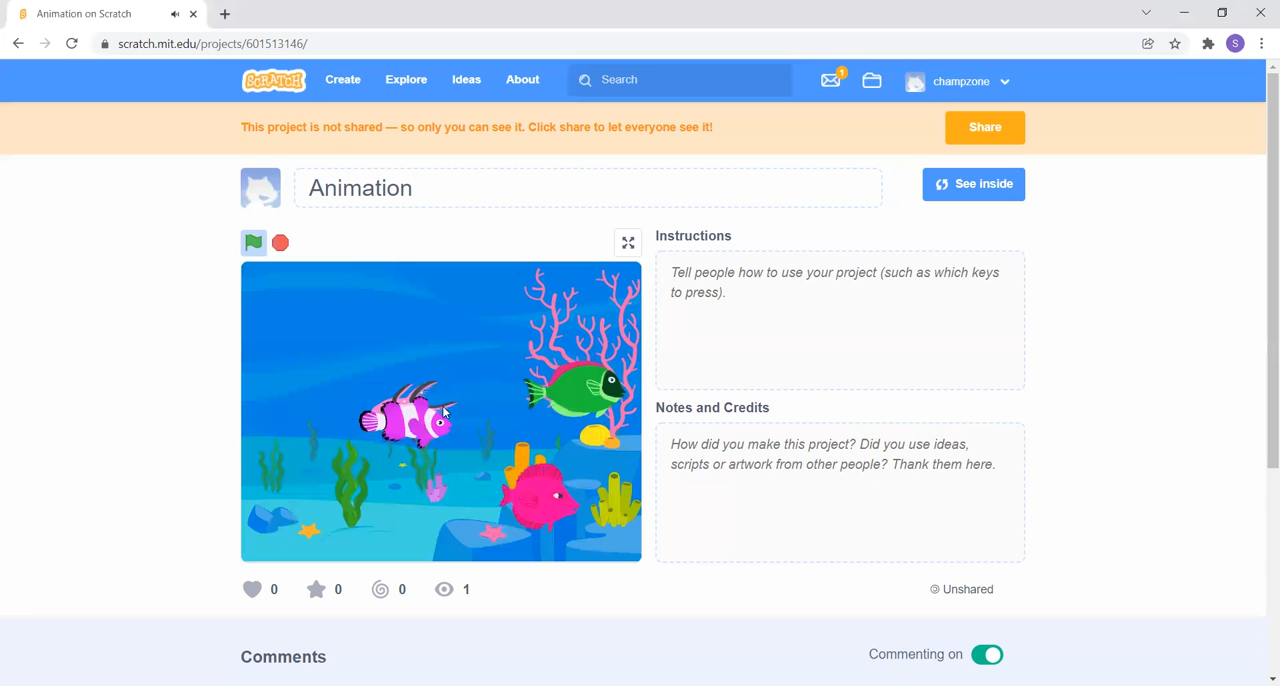 Animation on Scratch
scratch.mit.edu/projects/601513146/
S
SCRATCH
Create
Explore
Ideas
About
Search
1
champzone
This project is not shared — so only you can see it. Click share to let everyone see it!
Share
Animation
See inside
Instructions
Tell people how to use your project (such as which keys
to press).
Notes and Credits
How did you make this project? Did you use ideas,
scripts or artwork from other people? Thank them here.
0
0
0
1
Unshared
Comments
Commenting on